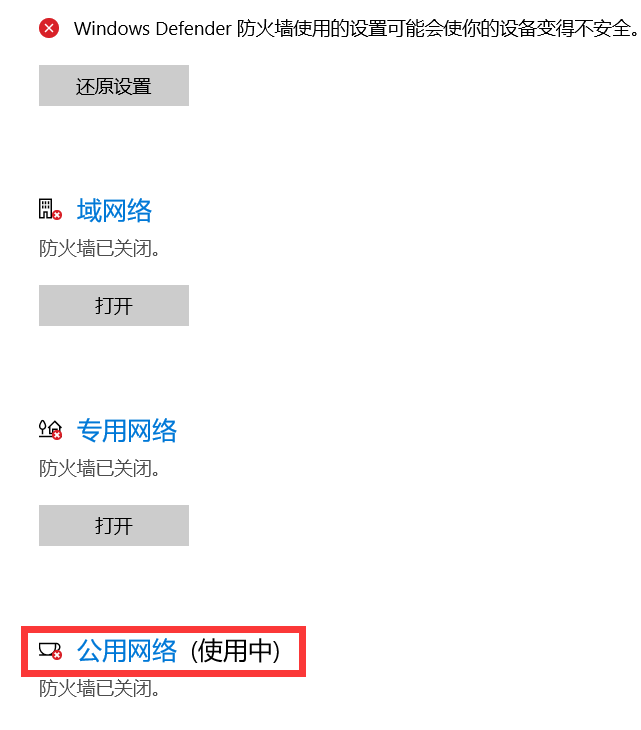 Windows Defender 防火墙使用的设置可能会使你的设备变得不安全。
还原设置
域网络
防火墙已关闭。
打开
专用网络
防火墙已关闭。
打开
公用网络 (使用中)
防火墙已关闭。